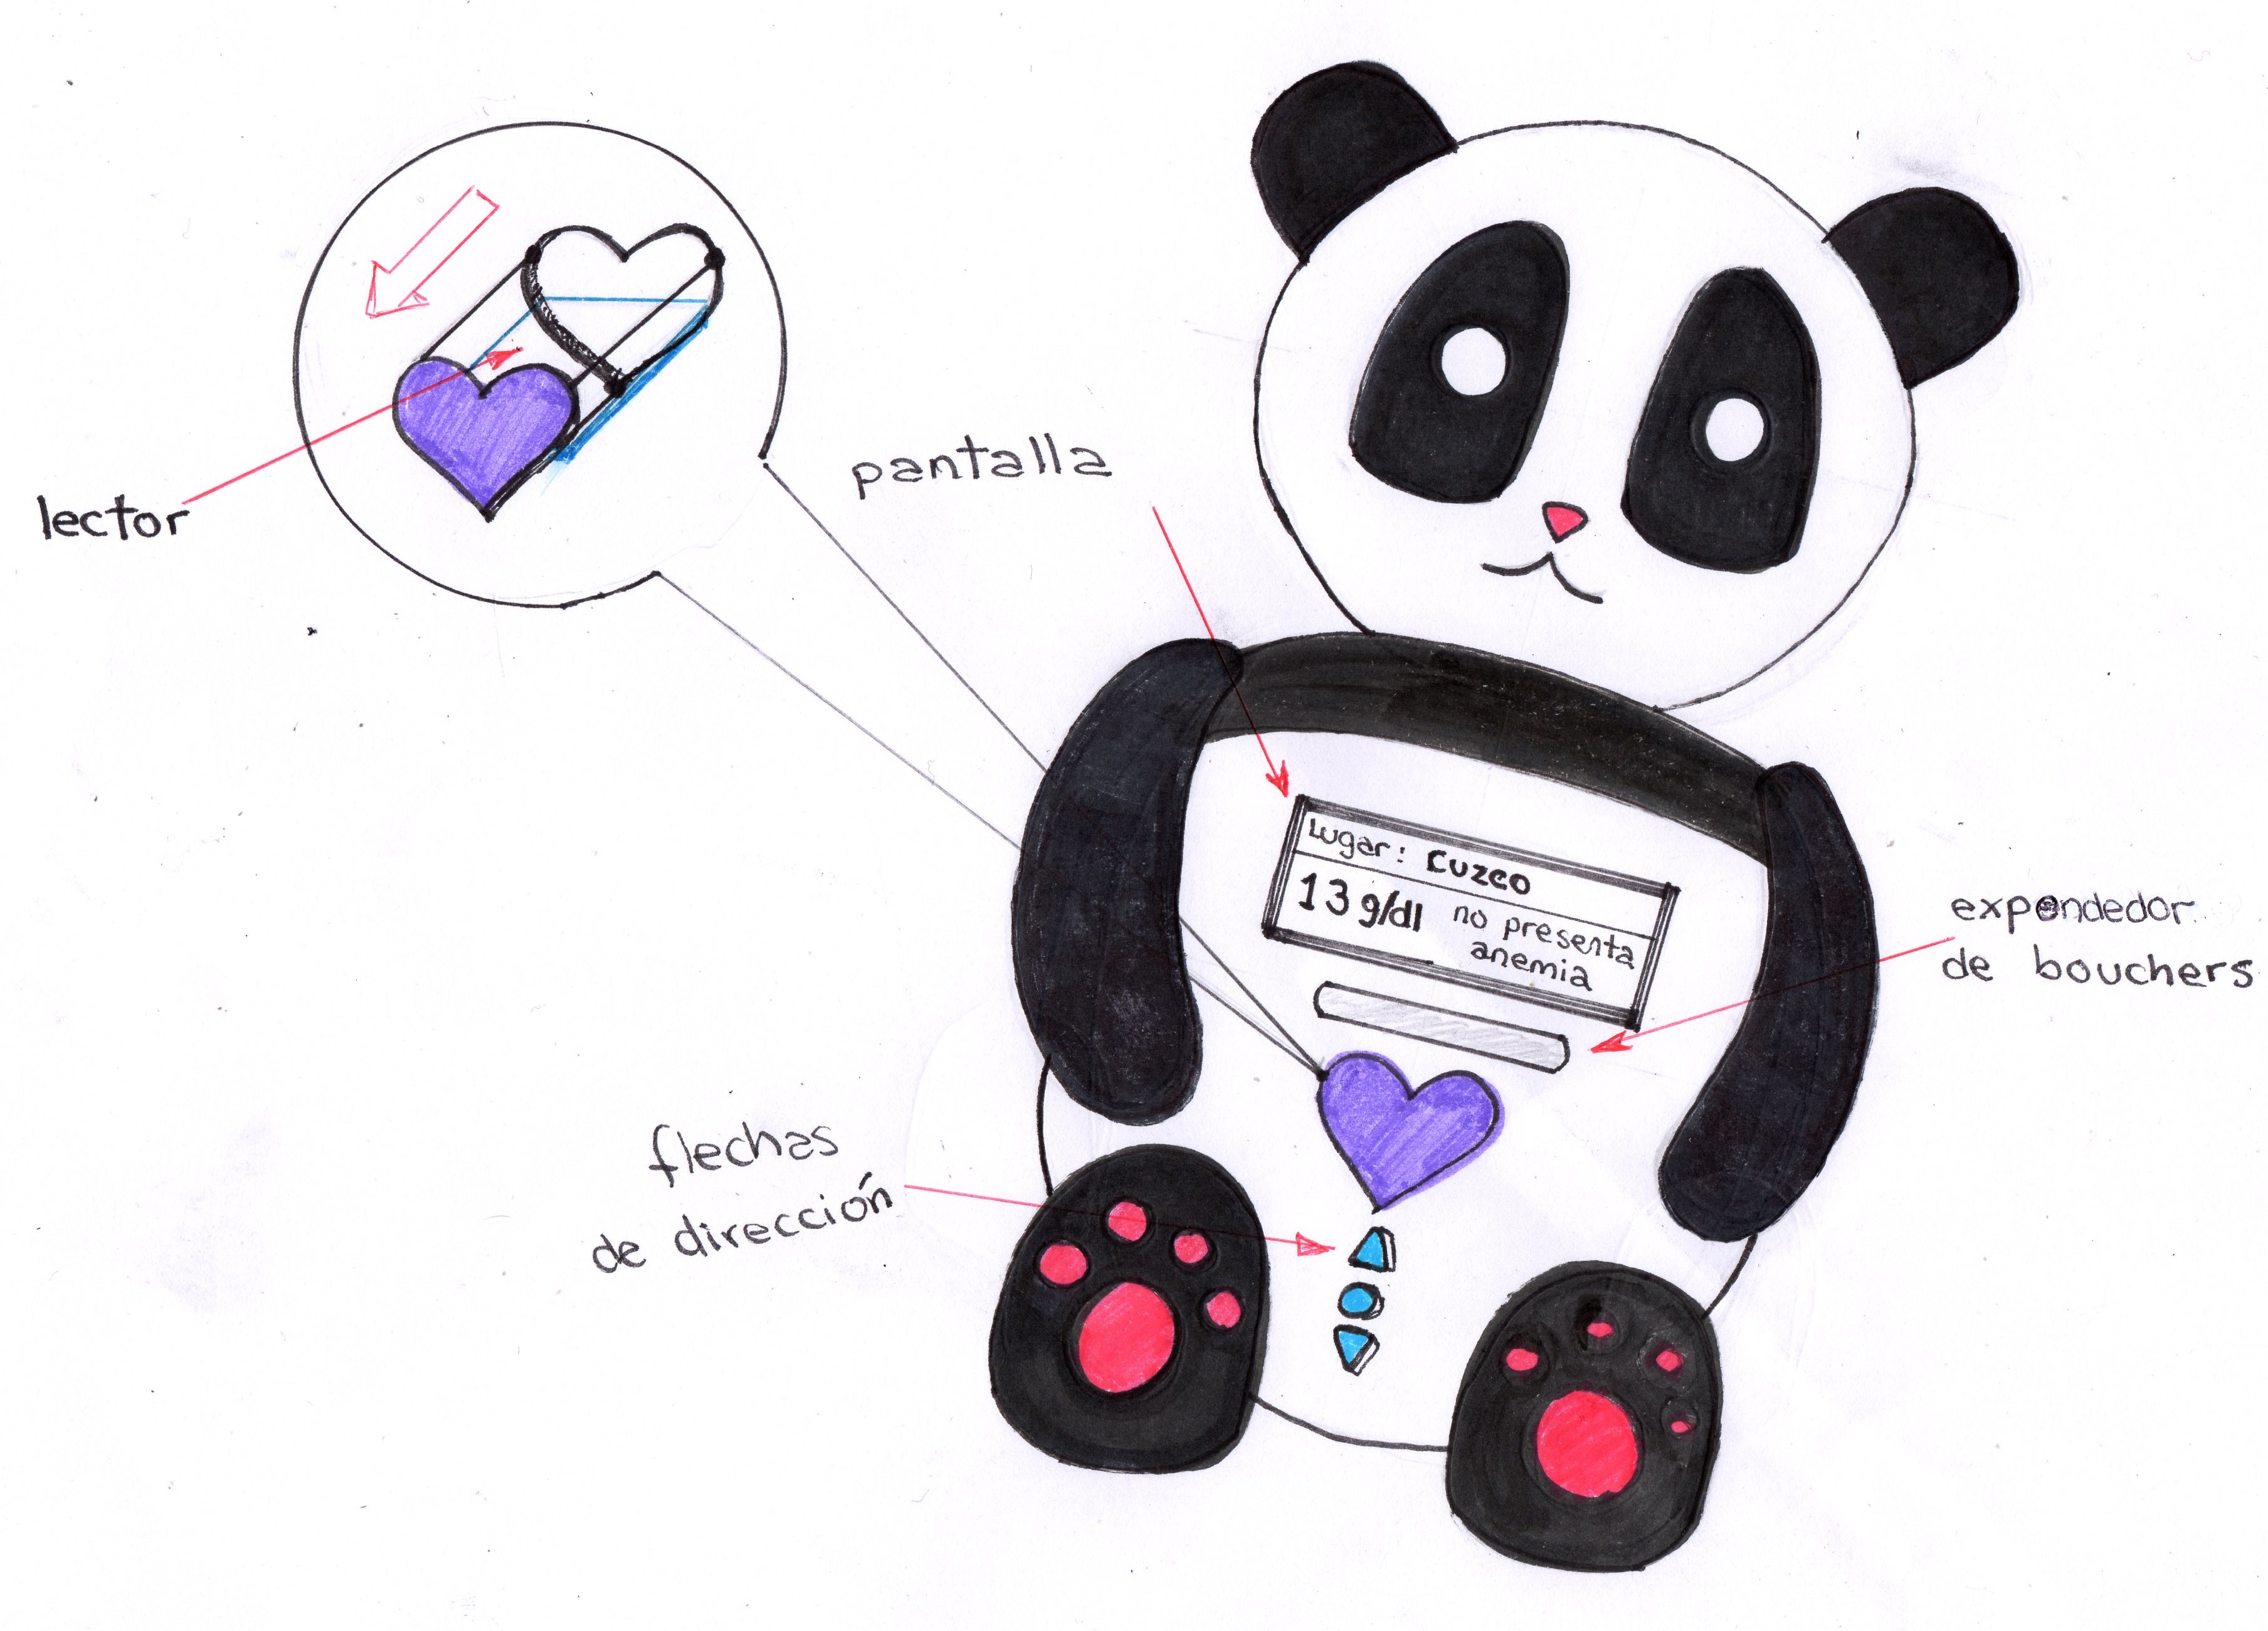 lector
pantalla
Lugar: Cuzco
13 g/dl no presenta
anemia
expendedor
de bouchers
flechas
de dirección